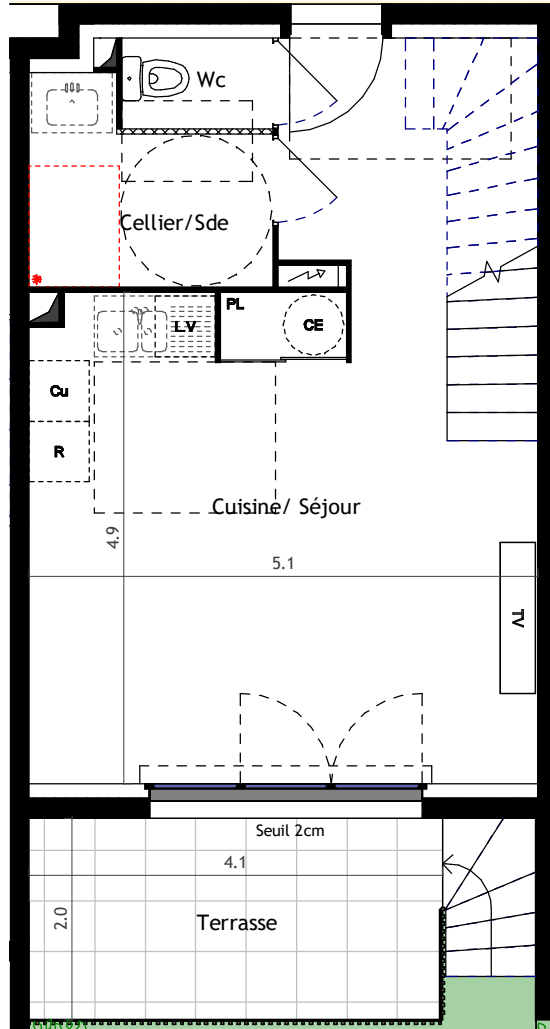 Wc
Cellier/Sde
PL
LV
CE
Cu
R
Cuisine/ Séjour
4.9
5.1
TV
Seuil 2cm
4.1
2.0
Terrasse